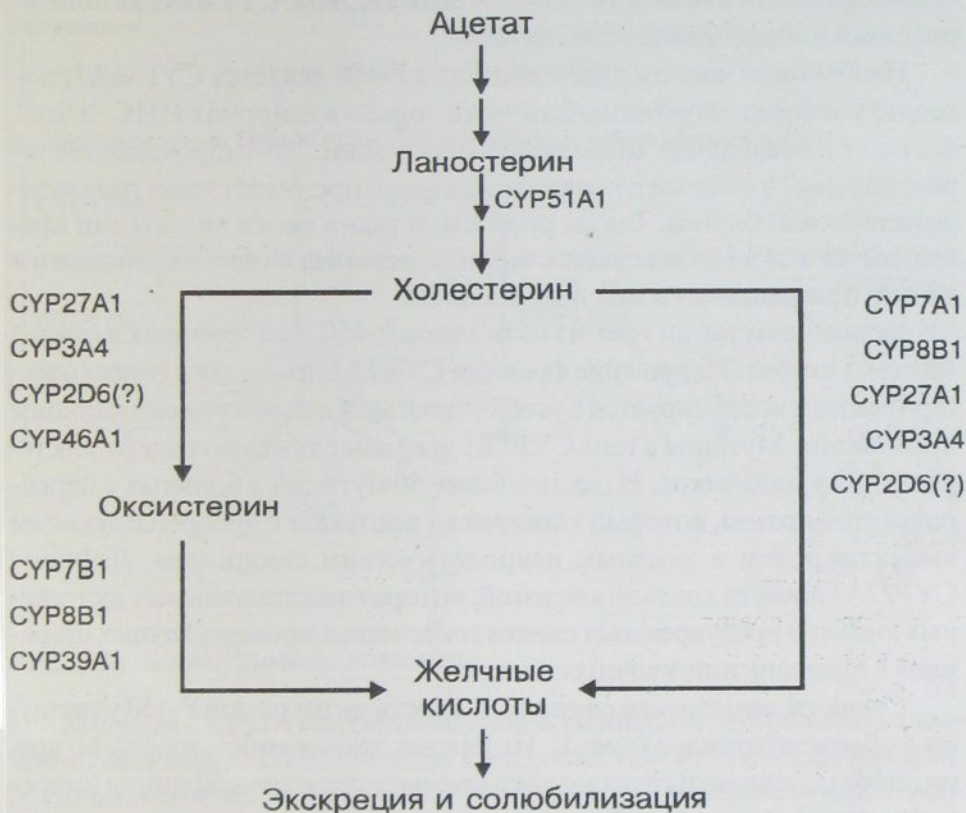 Ацетат
Ланостерин
CYP51A1
Холестерин
CYP27A1
CYP3A4
CYP2D6(?)
CYP46A1
Оксистерин
CYP7B1
CYP8B1
CYP39A1
CYP7A1
CYP8B1
CYP27A1
CYP3A4
CYP2D6(?)
Желчные
кислоты
Экскреция и солюбилизация